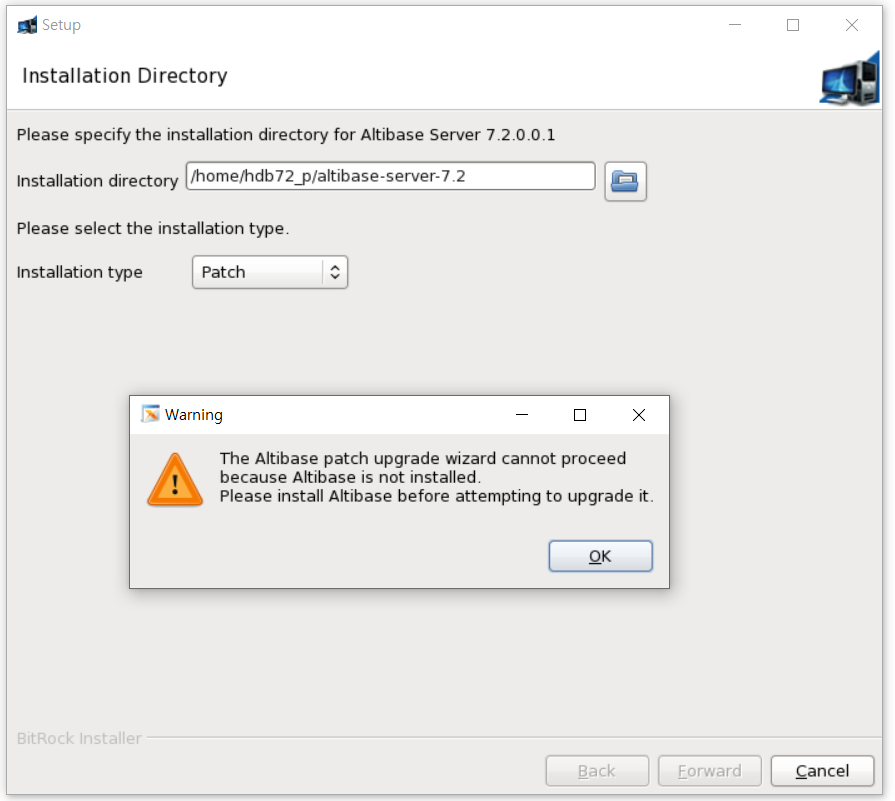 Setup
Installation Directory
Please specify the installation directory for Altibase Server 7.2.0.0.1
Installation directory /home/hdb72_p/altibase-server-7.2
Please select the installation type.
Installation type Patch
Warning
The Altibase patch upgrade wizard cannot proceed
because Altibase is not installed.
Please install Altibase before attempting to upgrade it.
OK
BitRock Installer
Back Forward Cancel